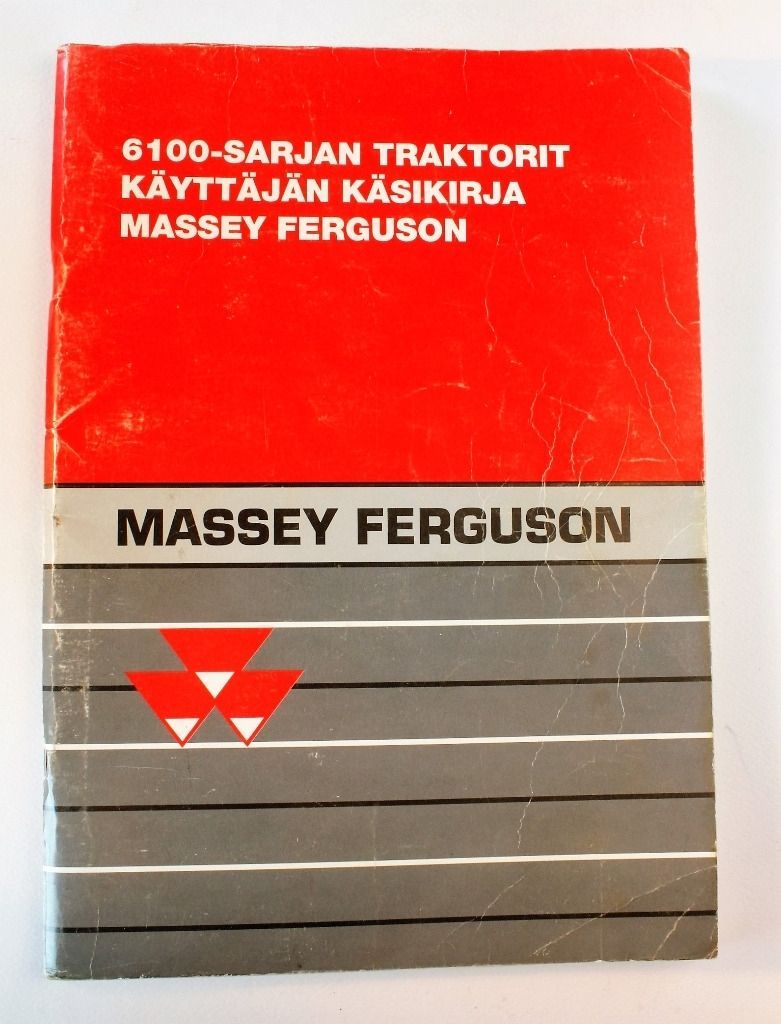 6100-SARJAN TRAKTORIT
KÄYTTÄJÄN KÄSIKIRJA
MASSEY FERGUSON
MASSEY FERGUSON